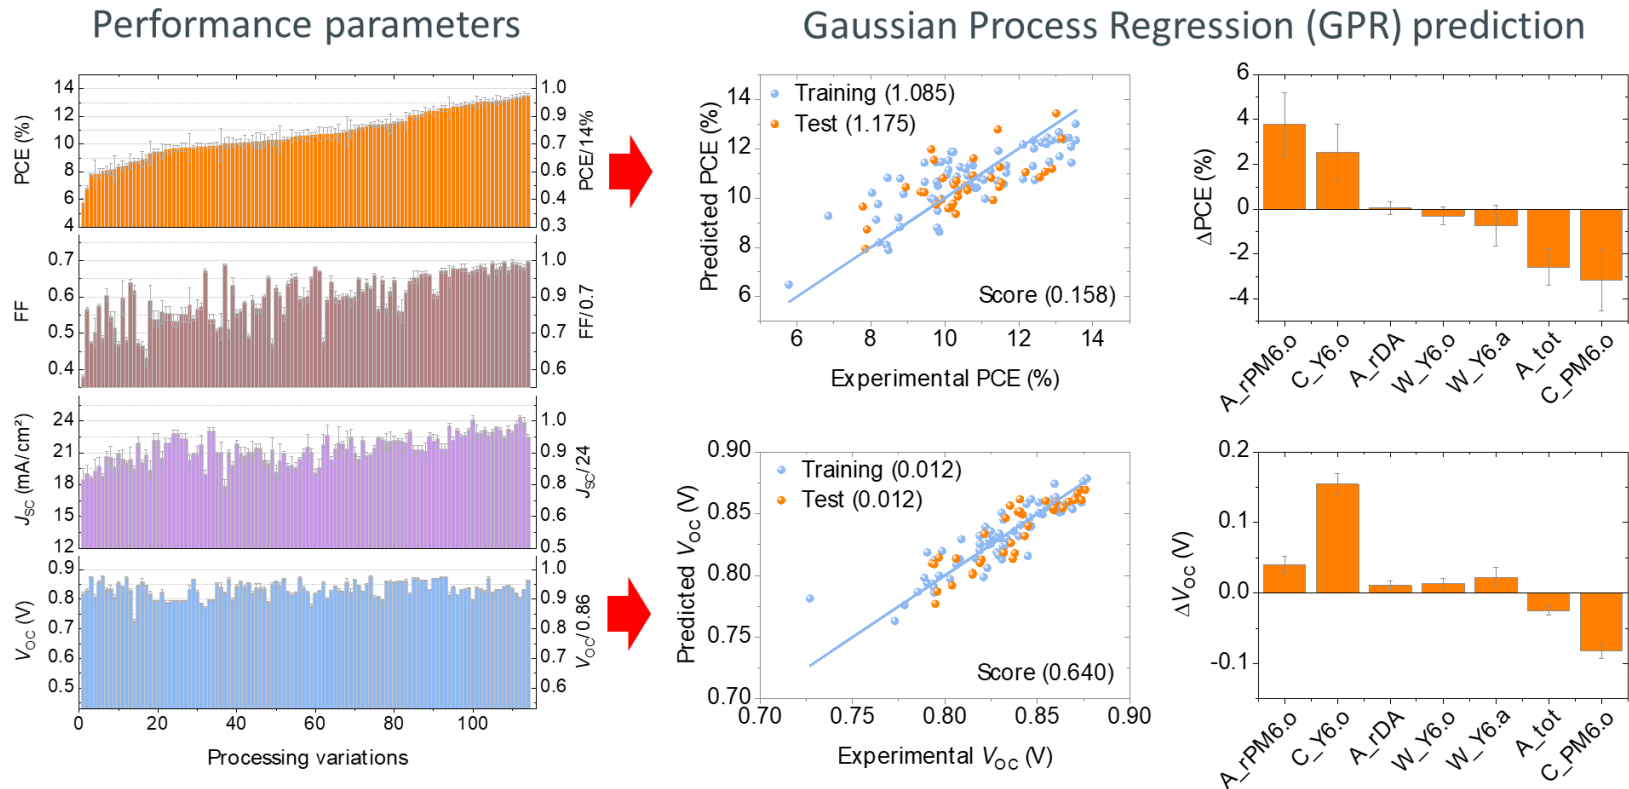 Performance parameters
Gaussian Process Regression (GPR) prediction
PCE (%)
14
12
10
8
6
4
1.0
0.9
0.8
0.7
0.6
0.5
0.4
0.3
PCE/14%
FF
0.7
0.6
0.5
0.4
1.0
0.9
0.8
0.7
0.6
FF/0.7
JSC (mA/cm²)
24
21
18
15
12
1.0
0.9
0.8
0.7
0.6
0.5
JSC/24
VOC (V)
0.9
0.8
0.7
0.6
0.5
1.0
0.9
0.8
0.7
0.6
VOC/0.86
0 20 40 60 80 100
Processing variations
Predicted PCE (%)
14
12
10
8
6
Training (1.085)
Test (1.175)
Score (0.158)
6 8 10 12 14
Experimental PCE (%)
ΔPCE (%)
6
4
2
0
-2
-4
A_rPM6.o
C_Y6.o
A_rDA
W_Y6.o
W_Y6.a
A_tot
C_PM6.o
Predicted VOC (V)
0.90
0.85
0.80
0.75
0.70
Training (0.012)
Test (0.012)
Score (0.640)
0.70 0.75 0.80 0.85 0.90
Experimental VOC (V)
ΔVOC (V)
0.2
0.1
0.0
-0.1
A_rPM6.o
C_Y6.o
A_rDA
W_Y6.o
W_Y6.a
A_tot
C_PM6.o